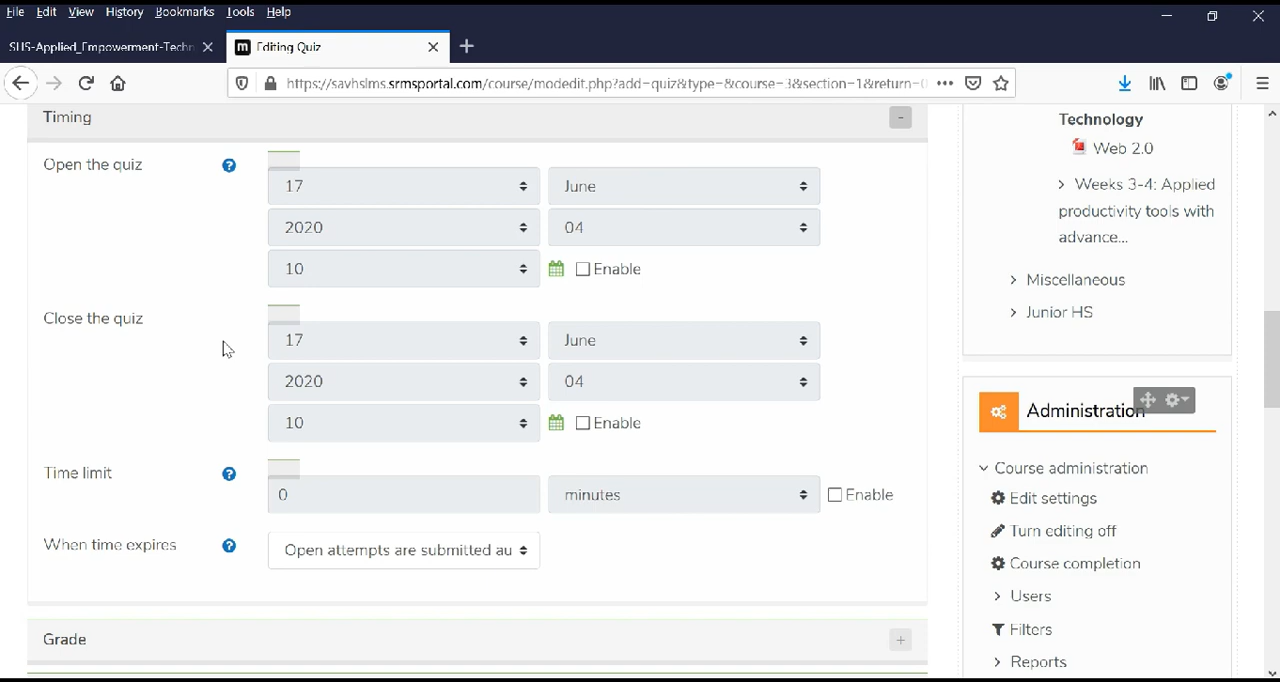 File Edit View History Bookmarks Tools Help
SHS-Applied_Empowerment-Techn
Editing Quiz
https://savhslms.srmsportal.com/course/modedit.php?add=quiz&type=&course=3&section=1&return=0
Timing
Open the quiz
17 June
2020 04
10 Enable
Close the quiz
17 June
2020 04
10 Enable
Time limit
0 minutes Enable
When time expires Open attempts are submitted au
Grade
Technology
Web 2.0
Weeks 3-4: Applied
productivity tools with
advance...
Miscellaneous
Junior HS
Administration
Course administration
Edit settings
Turn editing off
Course completion
Users
Filters
Reports